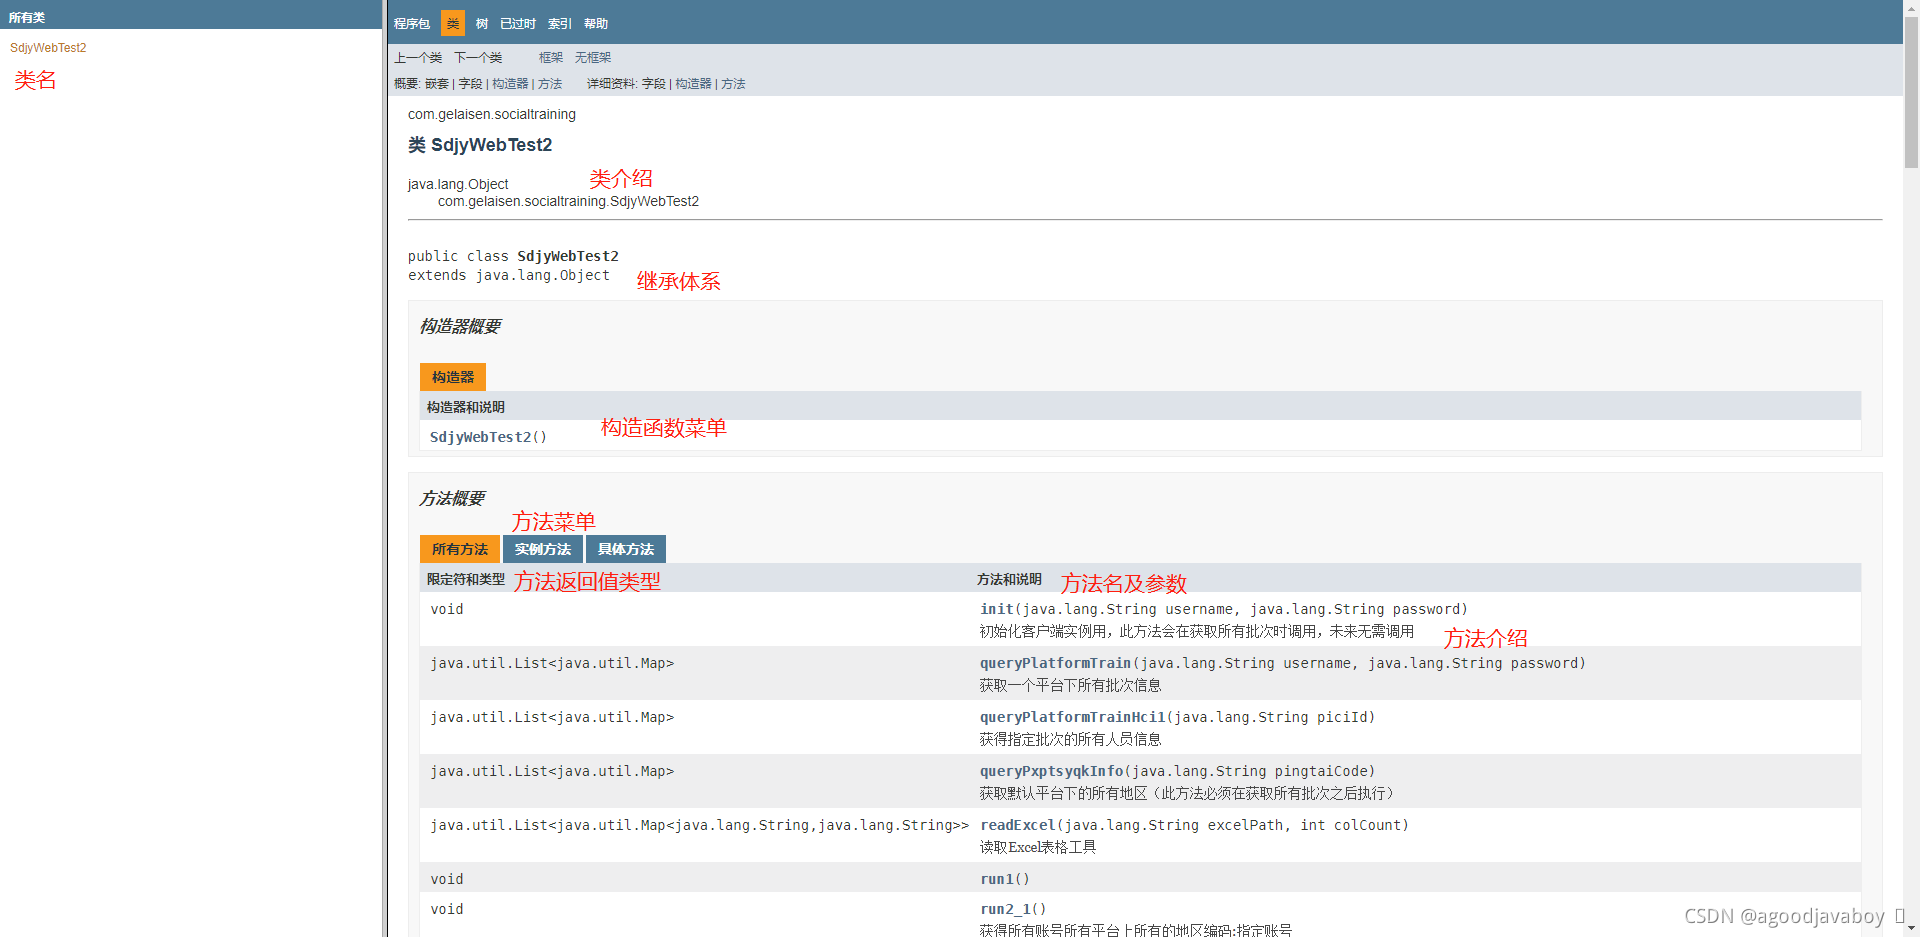 所有类
SdjyWebTest2
类名
程序包 类 树 已过时 索引 帮助
上一个类 下一个类 框架 无框架
概要: 嵌套 | 字段 | 构造器 | 方法 详细资料: 字段 | 构造器 | 方法
com.gelaisen.socialtraining
类 SdjyWebTest2
类介绍
java.lang.Object
com.gelaisen.socialtraining.SdjyWebTest2
public class SdjyWebTest2
extends java.lang.Object
继承体系
构造器概要
构造器
构造器和说明
构造函数菜单
SdjyWebTest2()
方法概要
方法菜单
所有方法 实例方法 具体方法
限定符和类型 方法返回值类型 方法和说明 方法名及参数
void init(java.lang.String username, java.lang.String password)
初始化客户端实例用，此方法会在获取所有批次时调用，未来无需调用
方法介绍
java.util.List<java.util.Map> queryPlatformTrain(java.lang.String username, java.lang.String password)
获取一个平台下所有批次信息
java.util.List<java.util.Map> queryPlatformTrainHci1(java.lang.String piciId)
获得指定批次的所有人员信息
java.util.List<java.util.Map> queryPxptsyqkInfo(java.lang.String pingtaiCode)
获取默认平台下的所有地区（此方法必须在获取所有批次之后执行）
java.util.List<java.util.Map<java.lang.String,java.lang.String>> readExcel(java.lang.String excelPath, int colCount)
读取Excel表格工具
void run1()
void run2_1()
获得所有账号所有平台上所有的地区编码:指定账号
CSDN @agoodjavaboy